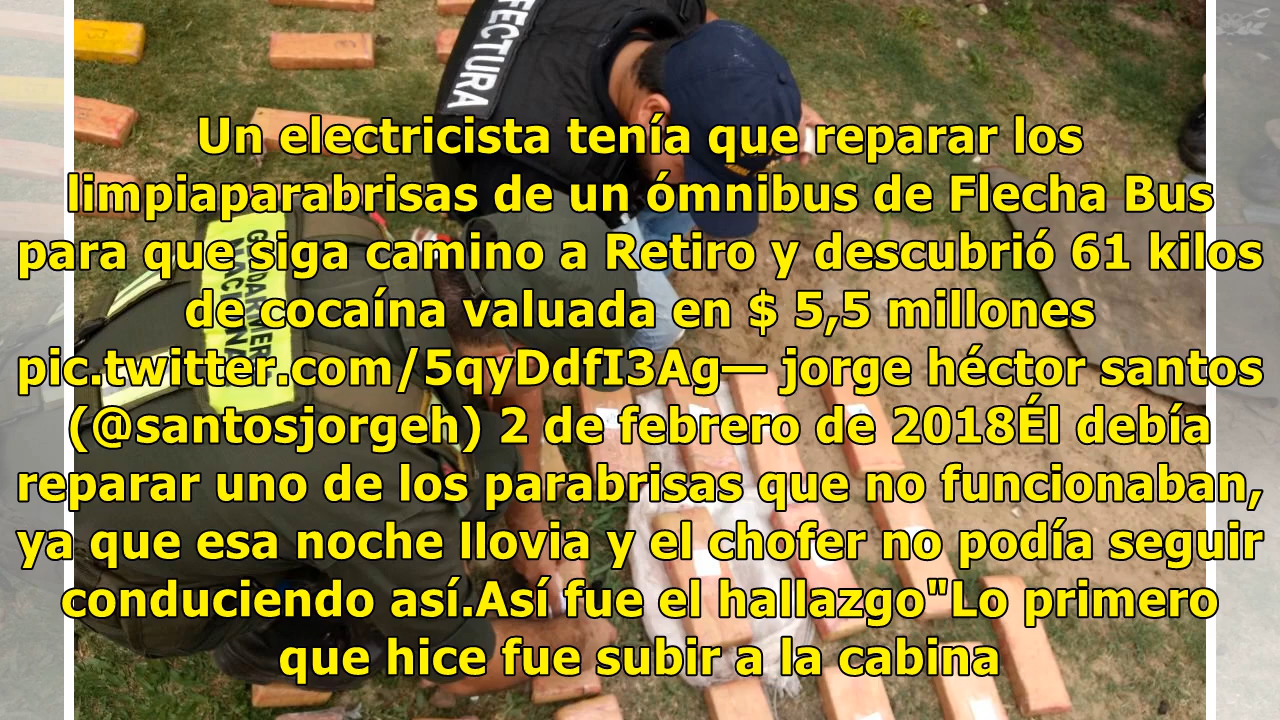 FECTURA
Un electricista tenía que reparar los
limpiaparabrisas de un ómnibus de Flecha Bus
para que siga camino a Retiro y descubrió 61 kilos
de cocaína valuada en $ 5,5 millones
pic.twitter.com/5qyDdfI3Ag— jorge héctor santos
(@santosjorgeh) 2 de febrero de 2018Él debía
reparar uno de los parabrisas que no funcionaban,
ya que esa noche llovia y el chofer no podía seguir
conduciendo así.Así fue el hallazgo"Lo primero
que hice fue subir a la cabina